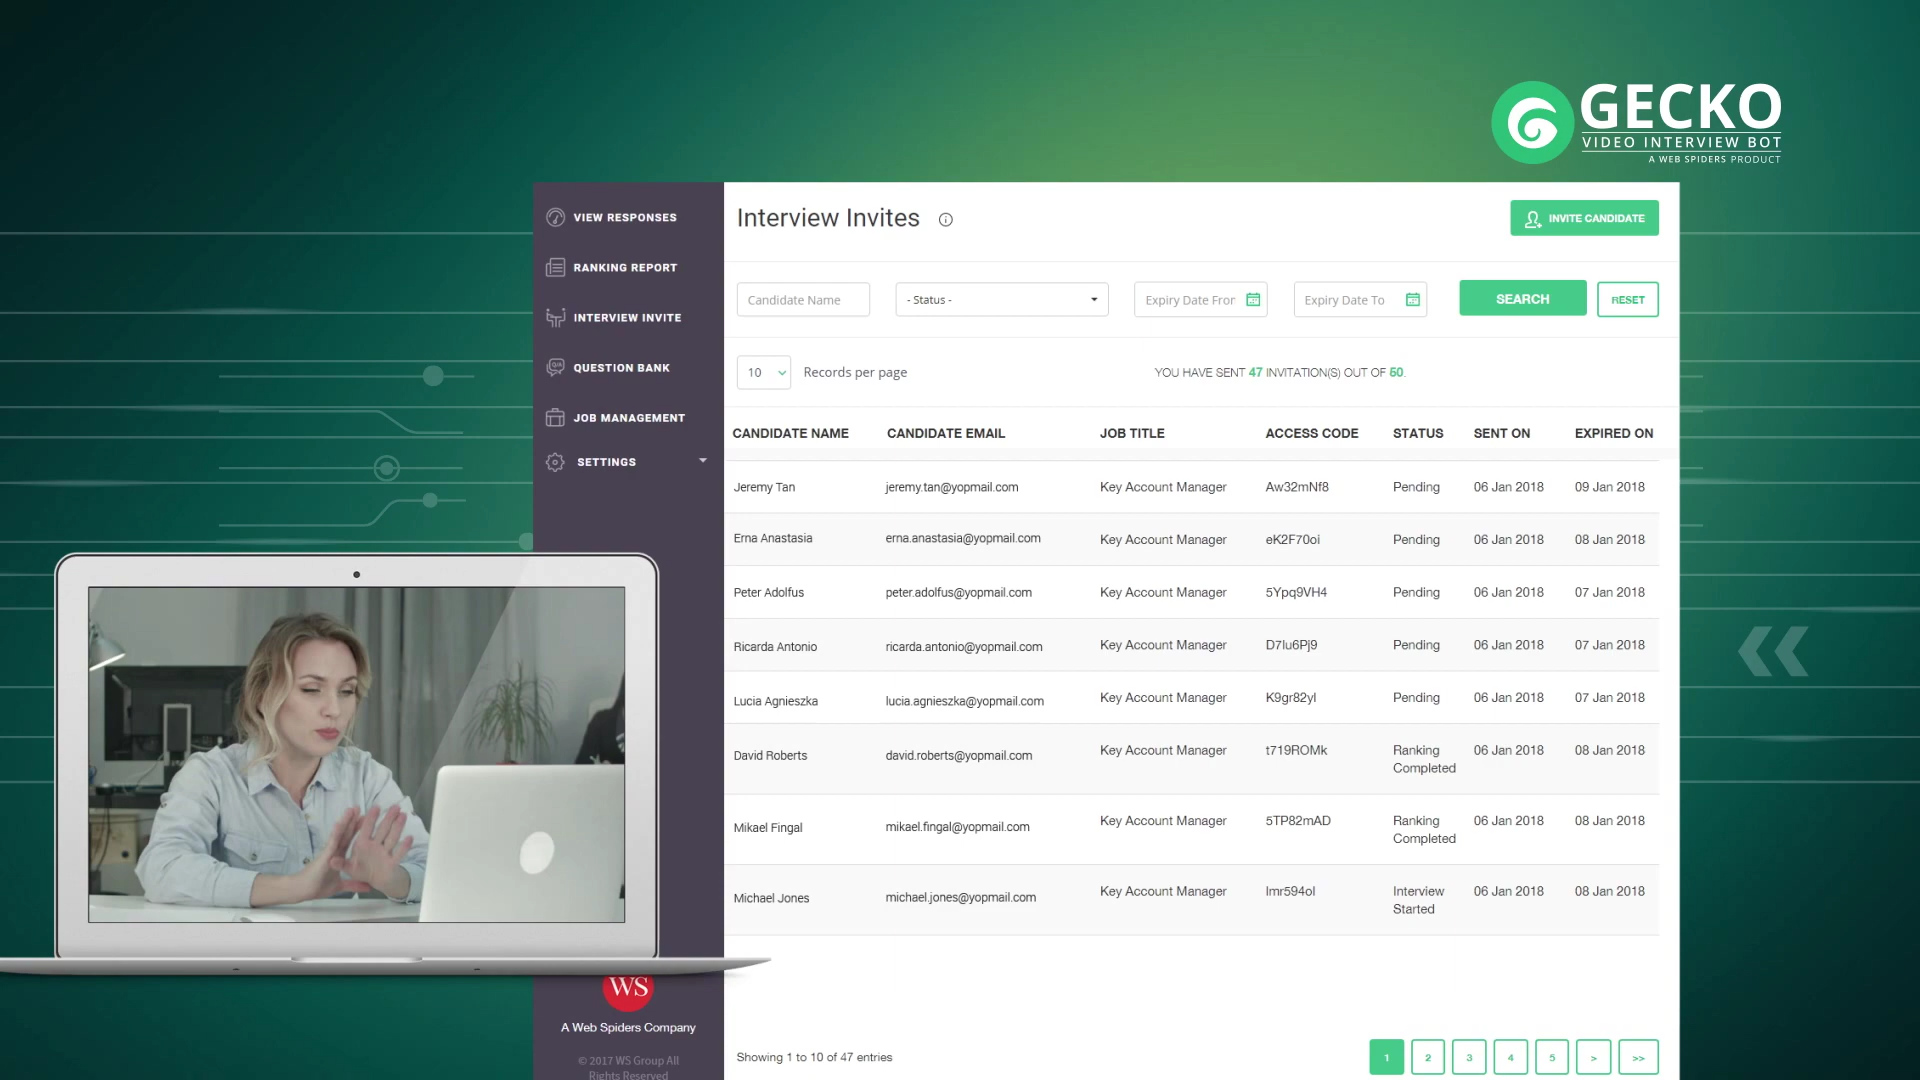 GECKO
VIDEO INTERVIEW BOT
A WEB SPIDERS PRODUCT
VIEW RESPONSES
RANKING REPORT
INTERVIEW INVITE
QUESTION BANK
JOB MANAGEMENT
SETTINGS
Interview Invites
INVITE CANDIDATE
Candidate Name
- Status -
Expiry Date Fror
Expiry Date To
SEARCH
RESET
10 Records per page
YOU HAVE SENT 47 INVITATION(S) OUT OF 50.
CANDIDATE NAME CANDIDATE EMAIL JOB TITLE ACCESS CODE STATUS SENT ON EXPIRED ON
Jeremy Tan jeremy.tan@yopmail.com Key Account Manager Aw32mNf8 Pending 06 Jan 2018 09 Jan 2018
Erna Anastasia erna.anastasia@yopmail.com Key Account Manager eK2F70oi Pending 06 Jan 2018 08 Jan 2018
Peter Adolfus peter.adolfus@yopmail.com Key Account Manager 5Ypq9VH4 Pending 06 Jan 2018 07 Jan 2018
Ricarda Antonio ricarda.antonio@yopmail.com Key Account Manager Pending 06 Jan 2018 07 Jan 2018
Lucia Agnieszka lucia.agnieszka@yopmail.com Key Account Manager Pending 06 Jan 2018 07 Jan 2018
David Roberts david.roberts@yopmail.com Key Account Manager t719ROMk Ranking 06 Jan 2018 08 Jan 2018
Completed
Mikael Fingal mikael.fingal@yopmail.com Key Account Manager 5TP82mAD Ranking 06 Jan 2018 08 Jan 2018
Completed
Michael Jones michael.jones@yopmail.com Key Account Manager Interview 06 Jan 2018 08 Jan 2018
Started
WS
A Web Spiders Company
© 2017 WS Group All
Rights Reserved
Showing 1 to 10 of 47 entries
1 2 3 4 5 > >>